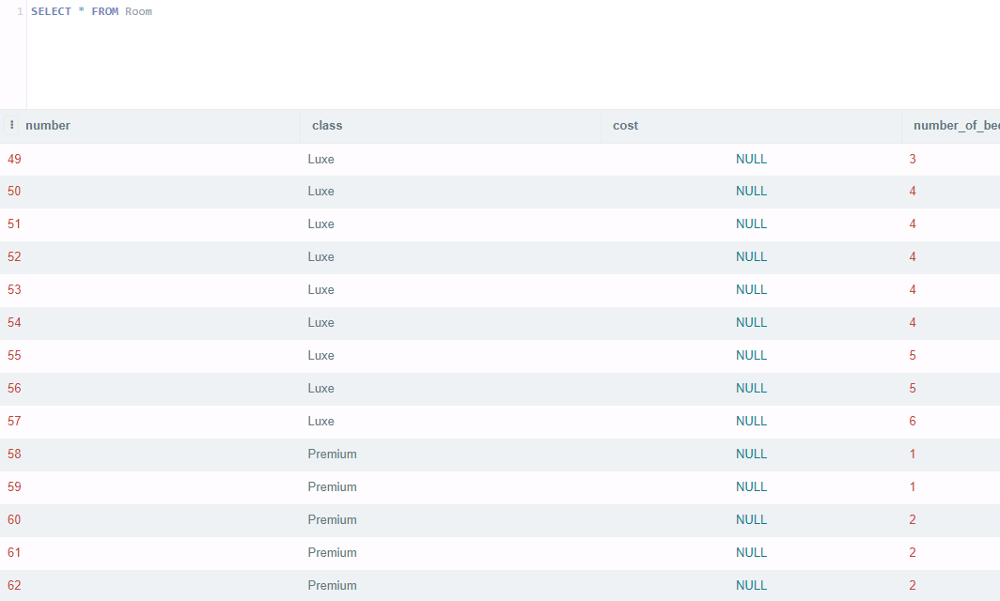 1 SELECT * FROM Room
number class cost number_of_bec
49 Luxe NULL 3
50 Luxe NULL 4
51 Luxe NULL 4
52 Luxe NULL 4
53 Luxe NULL 4
54 Luxe NULL 4
55 Luxe NULL 5
56 Luxe NULL 5
57 Luxe NULL 6
58 Premium NULL 1
59 Premium NULL 1
60 Premium NULL 2
61 Premium NULL 2
62 Premium NULL 2